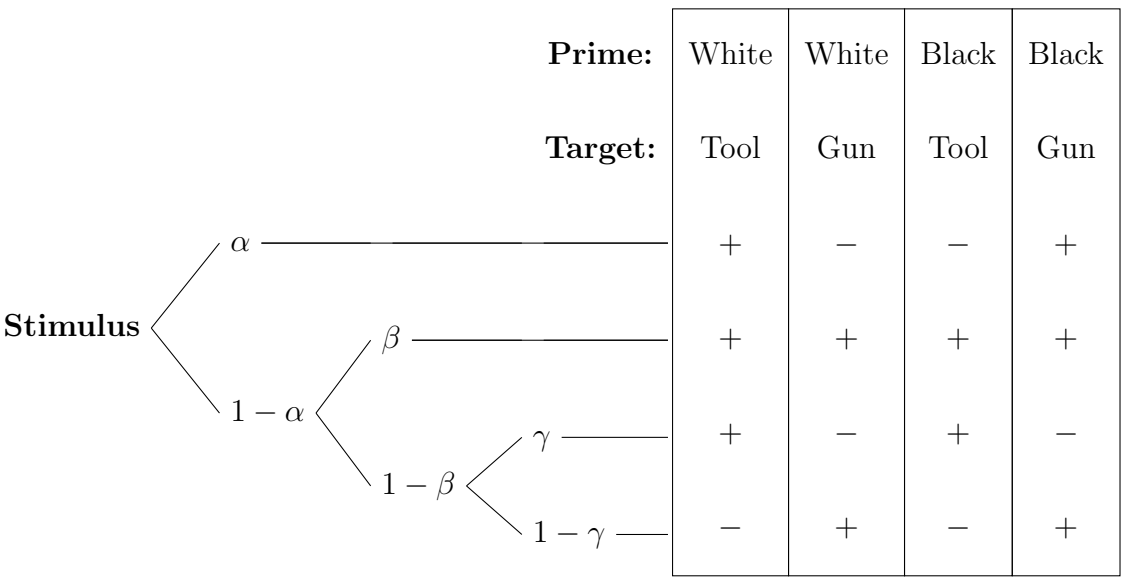 Prime: White White Black Black
Target: Tool Gun Tool Gun
α + − − +
Stimulus
β + + + +
1 − α
γ + − + −
1 − β
1 − γ − + − +